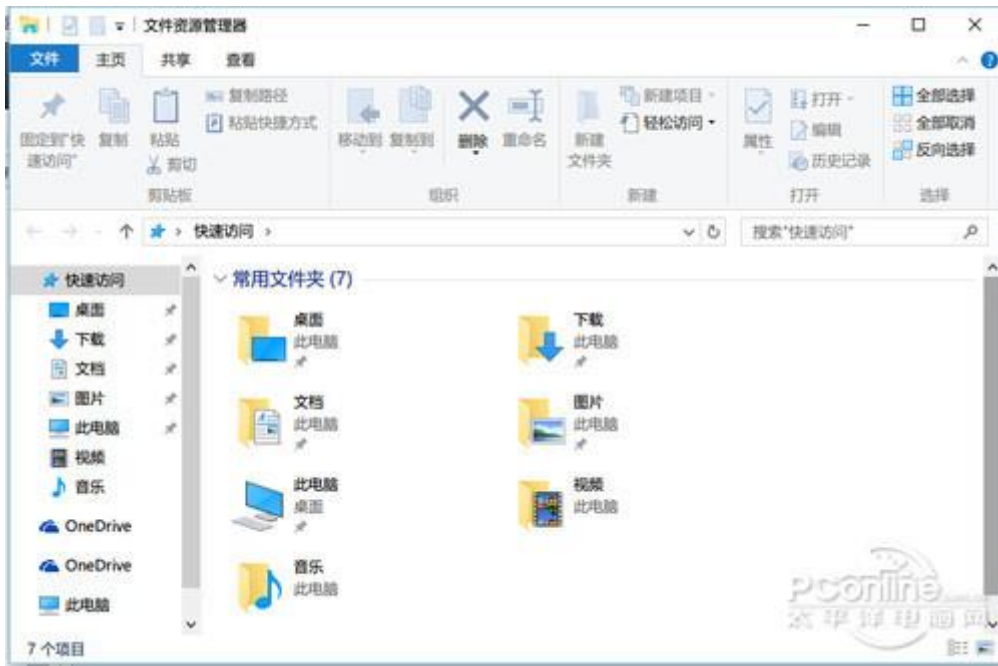 文件资源管理器
文件 主页 共享 查看
固定到"快速访问"
复制
粘贴
复制路径
粘贴快捷方式
剪切
剪贴板
移动到 复制到 删除 重命名
组织
新建
文件夹
新建项目
轻松访问
新建
属性
打开
编辑
历史记录
打开
全部选择
全部取消
反向选择
选择
快速访问
搜索"快速访问"
快速访问
桌面
下载
文档
图片
此电脑
视频
音乐
OneDrive
OneDrive
此电脑
常用文件夹 (7)
桌面
此电脑
下载
此电脑
文档
此电脑
图片
此电脑
此电脑
桌面
视频
此电脑
音乐
此电脑
7 个项目
PConline
太平洋电脑网